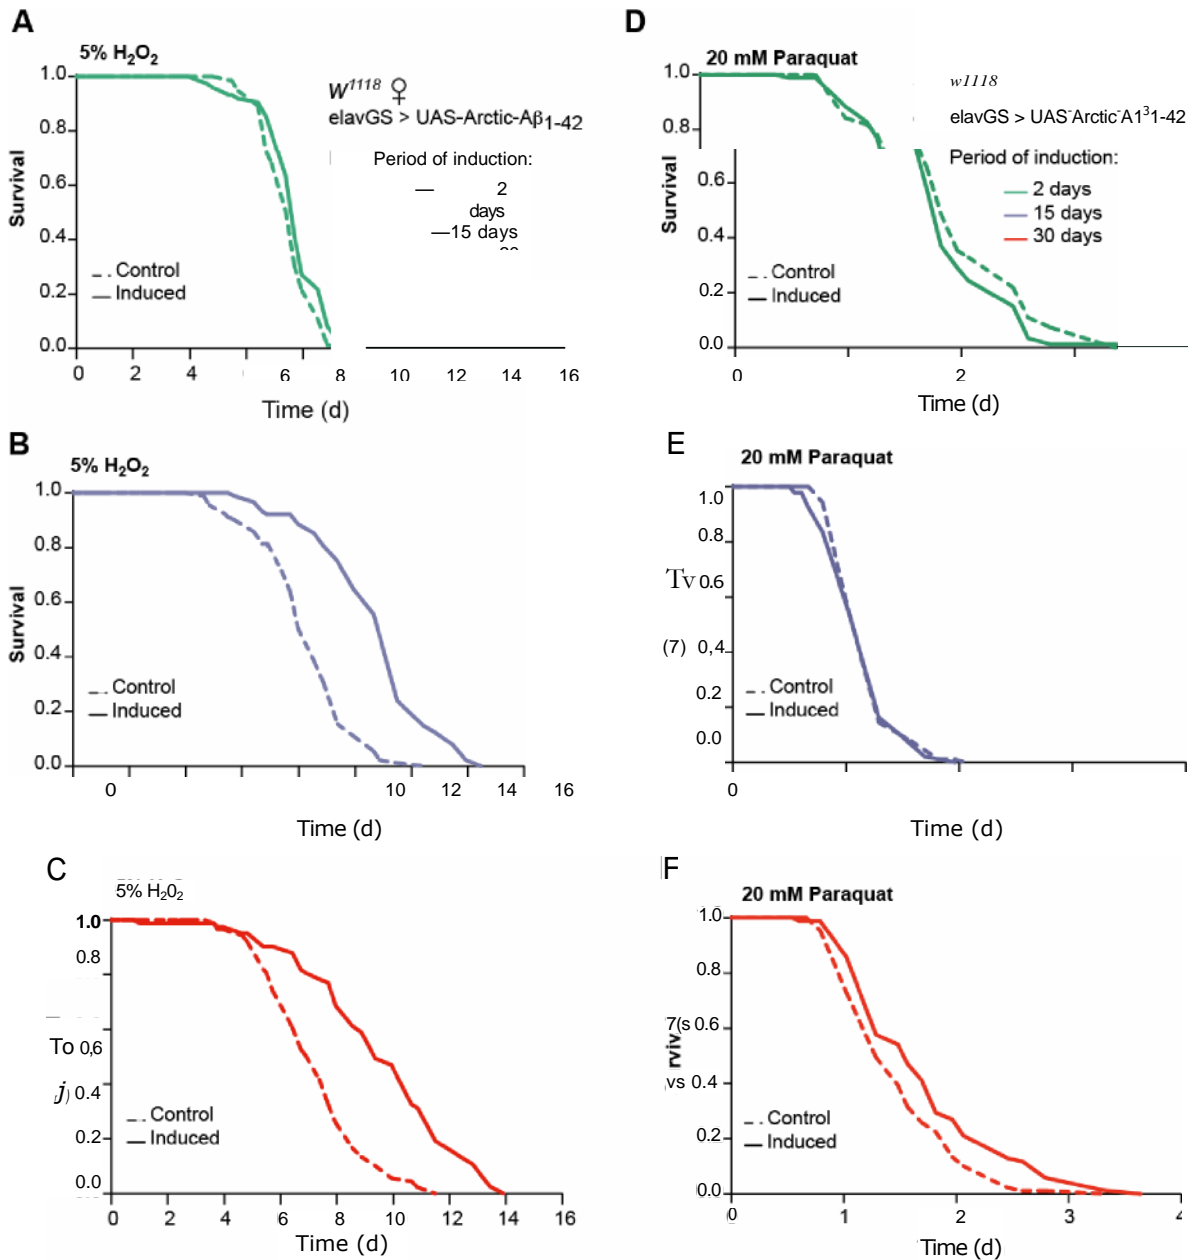 A
5% H₂O₂
W¹¹¹⁸ ♀
elavGS > UAS-Arctic-Aβ₁₋₄₂
Period of induction:
— 2
days
—15 days
1.0
0.8
0.6
0.4
0.2
0.0
Survival
Control
Induced
0 2 4 6 8 10 12 14 16
Time (d)
D
20 mM Paraquat
w1118
elavGS > UAS-Arctic-A1³1-42
Period of induction:
2 days
15 days
30 days
1.0
0.8
0.6
0.4
0.2
0.0
Survival
Control
Induced
0 2
Time (d)
B
5% H₂O₂
1.0
0.8
0.6
0.4
0.2
0.0
Survival
Control
Induced
0 10 12 14 16
Time (d)
E
20 mM Paraquat
1.0
0.8
Tv 0.6
(7) 0,4
0.2
0.0
Control
Induced
0
Time (d)
C
5% H₂0₂
1.0
0.8
To 0,6
j) 0.4
0.2
0.0
Control
Induced
0 2 4 6 8 10 12 14 16
Time (d)
F
20 mM Paraquat
1.0
0.8
7(s 0.6
rviv
vs 0.4
0.2
0.0
Control
Induced
0 1 2 3 4
Time (d)